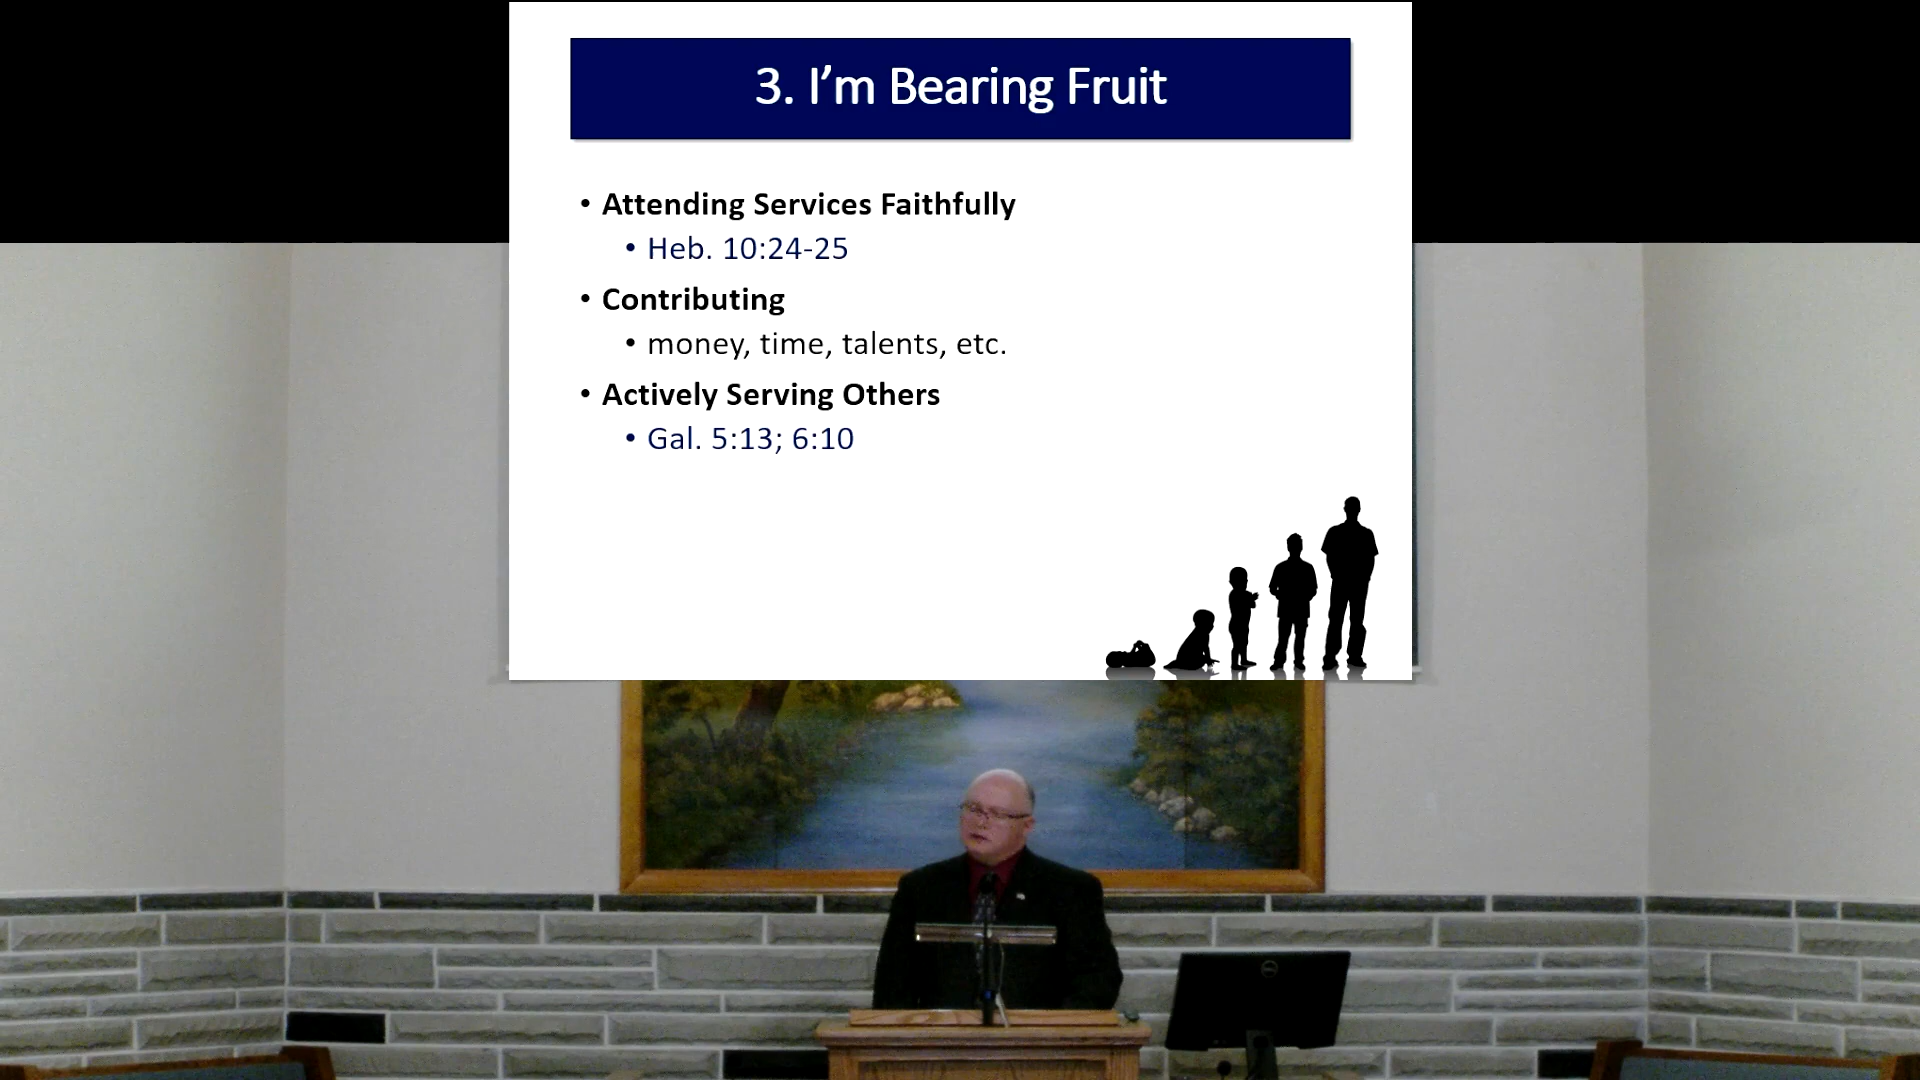 3. I'm Bearing Fruit
• Attending Services Faithfully
• Heb. 10:24-25
• Contributing
• money, time, talents, etc.
• Actively Serving Others
• Gal. 5:13; 6:10
DELL